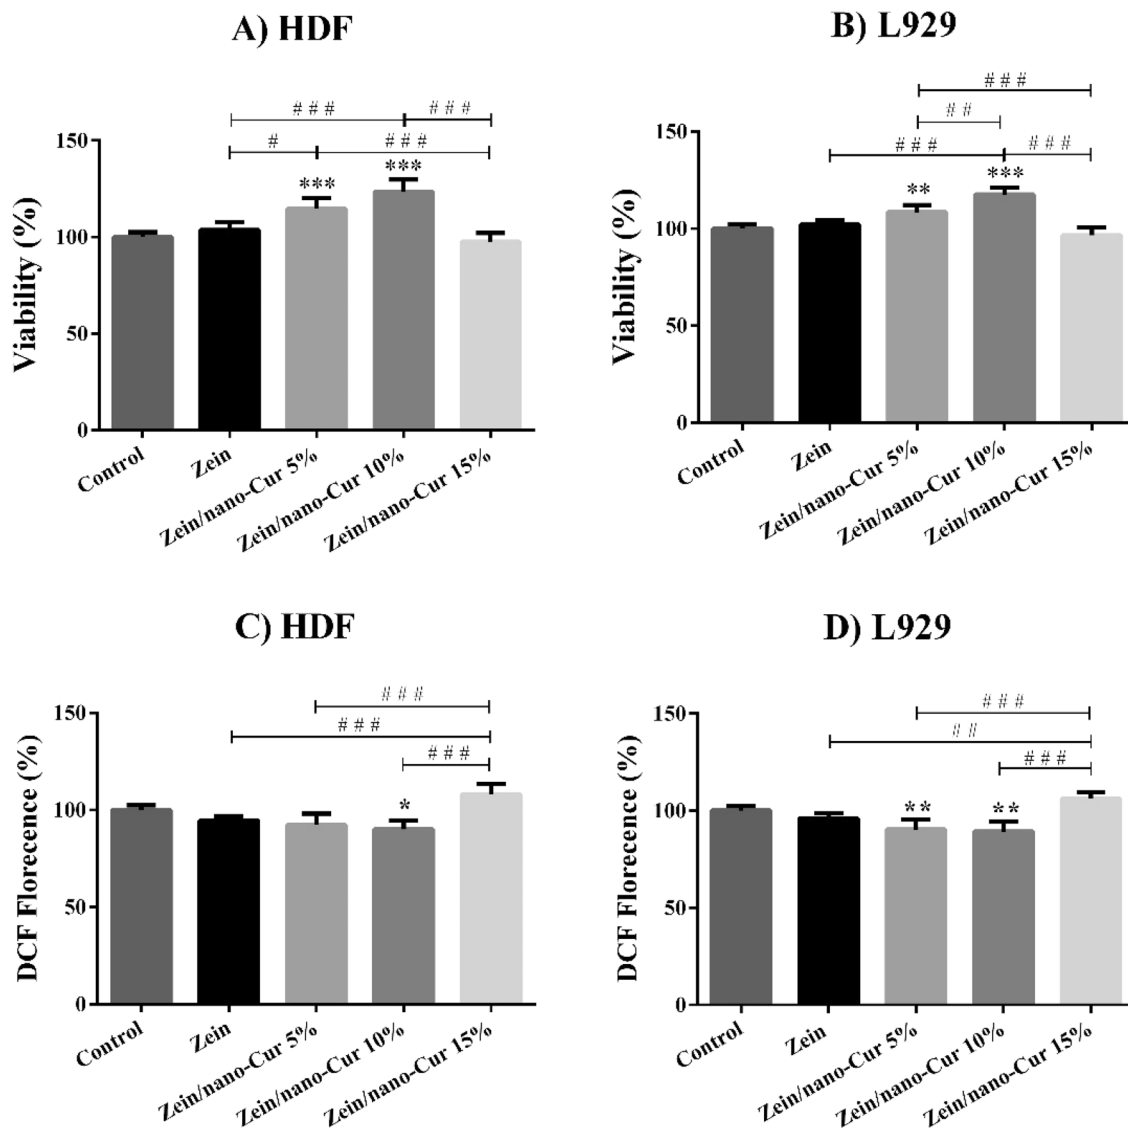 A) HDF
B) L929
# # #
# # #
#
# # #
***
***
Viability (%)
150
100
50
0
Control
Zein
Zein/nano-Cur 5%
Zein/nano-Cur 10%
Zein/nano-Cur 15%
# # #
# #
# # #
# # #
**
***
Viability (%)
150
100
50
0
Control
Zein
Zein/nano-Cur 5%
Zein/nano-Cur 10%
Zein/nano-Cur 15%
C) HDF
D) L929
# # #
# # #
# # #
*
DCF Florecence (%)
150
100
50
0
Control
Zein
Zein/nano-Cur 5%
Zein/nano-Cur 10%
Zein/nano-Cur 15%
# # #
# #
# # #
**
**
DCF Florecence (%)
150
100
50
0
Control
Zein
Zein/nano-Cur 5%
Zein/nano-Cur 10%
Zein/nano-Cur 15%